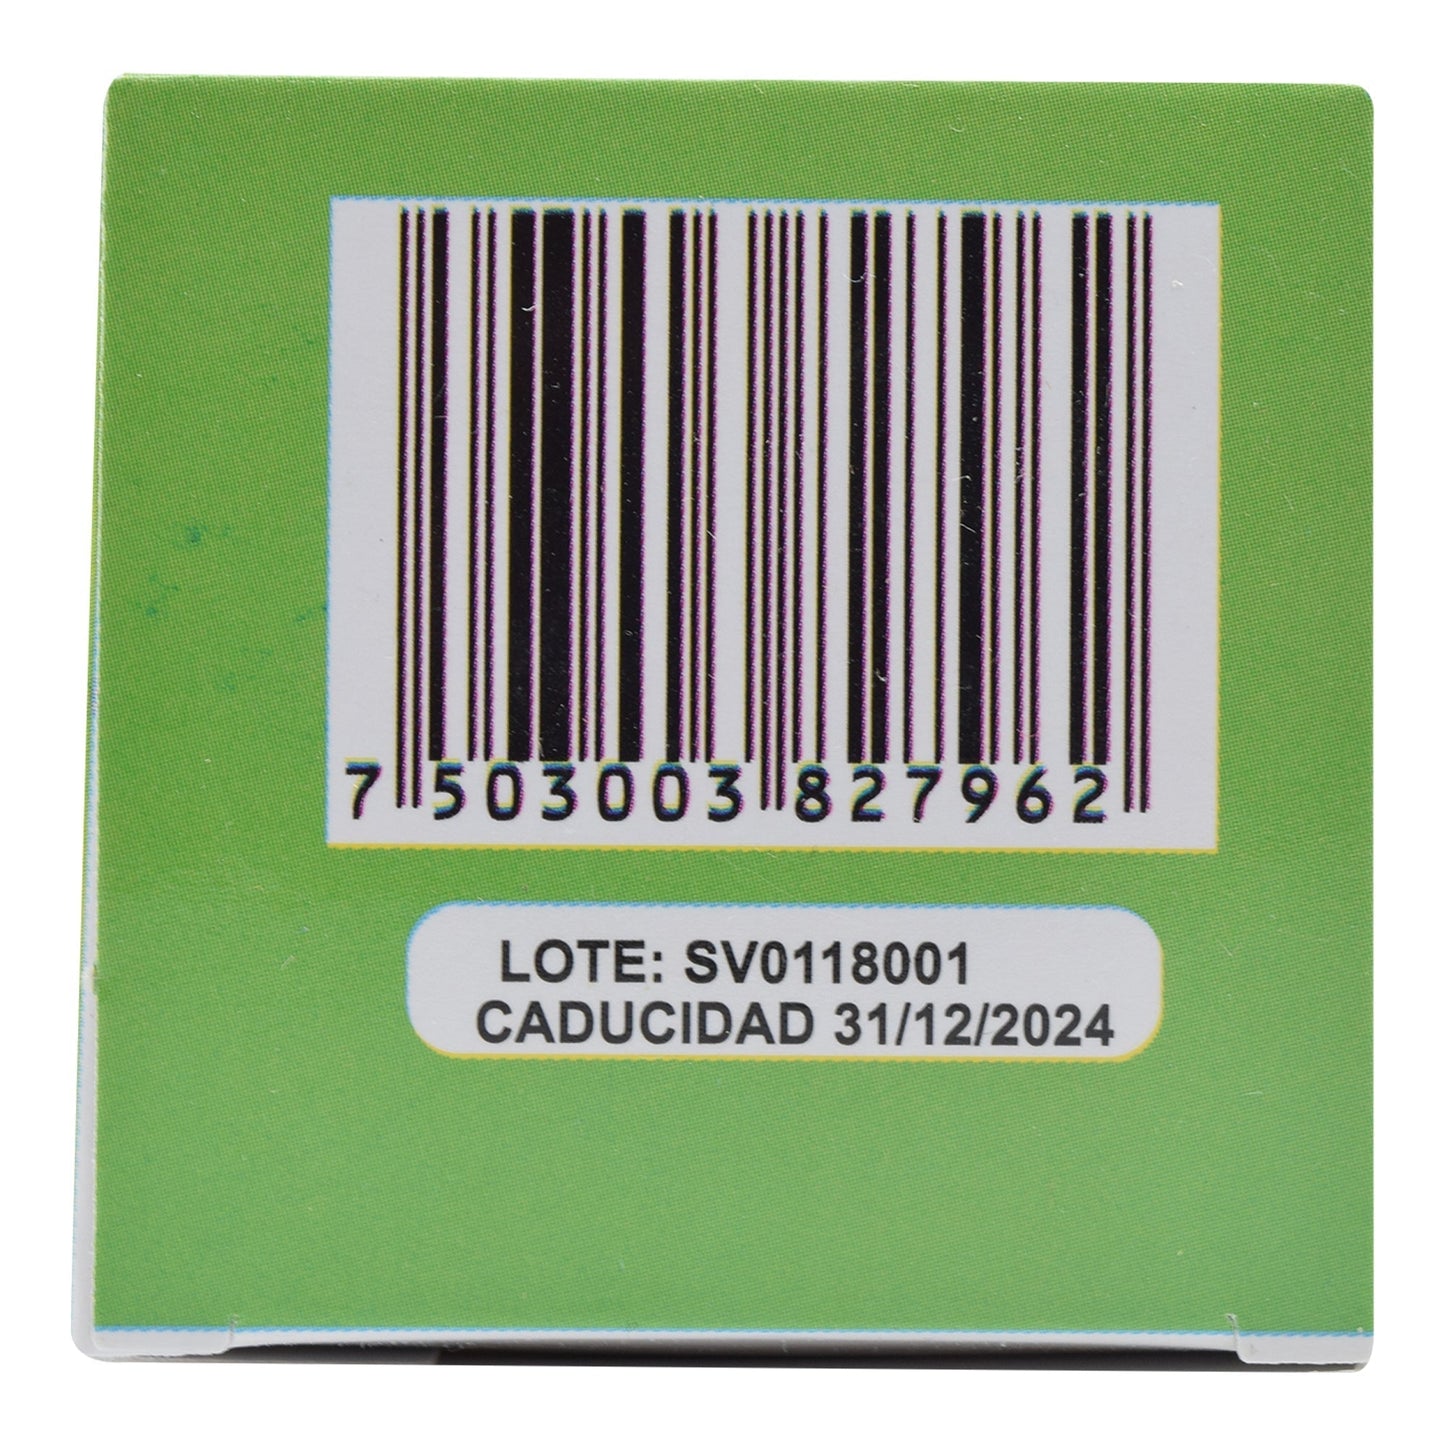 7 503003 827962
LOTE: SV0118001
CADUCIDAD 31/12/2024